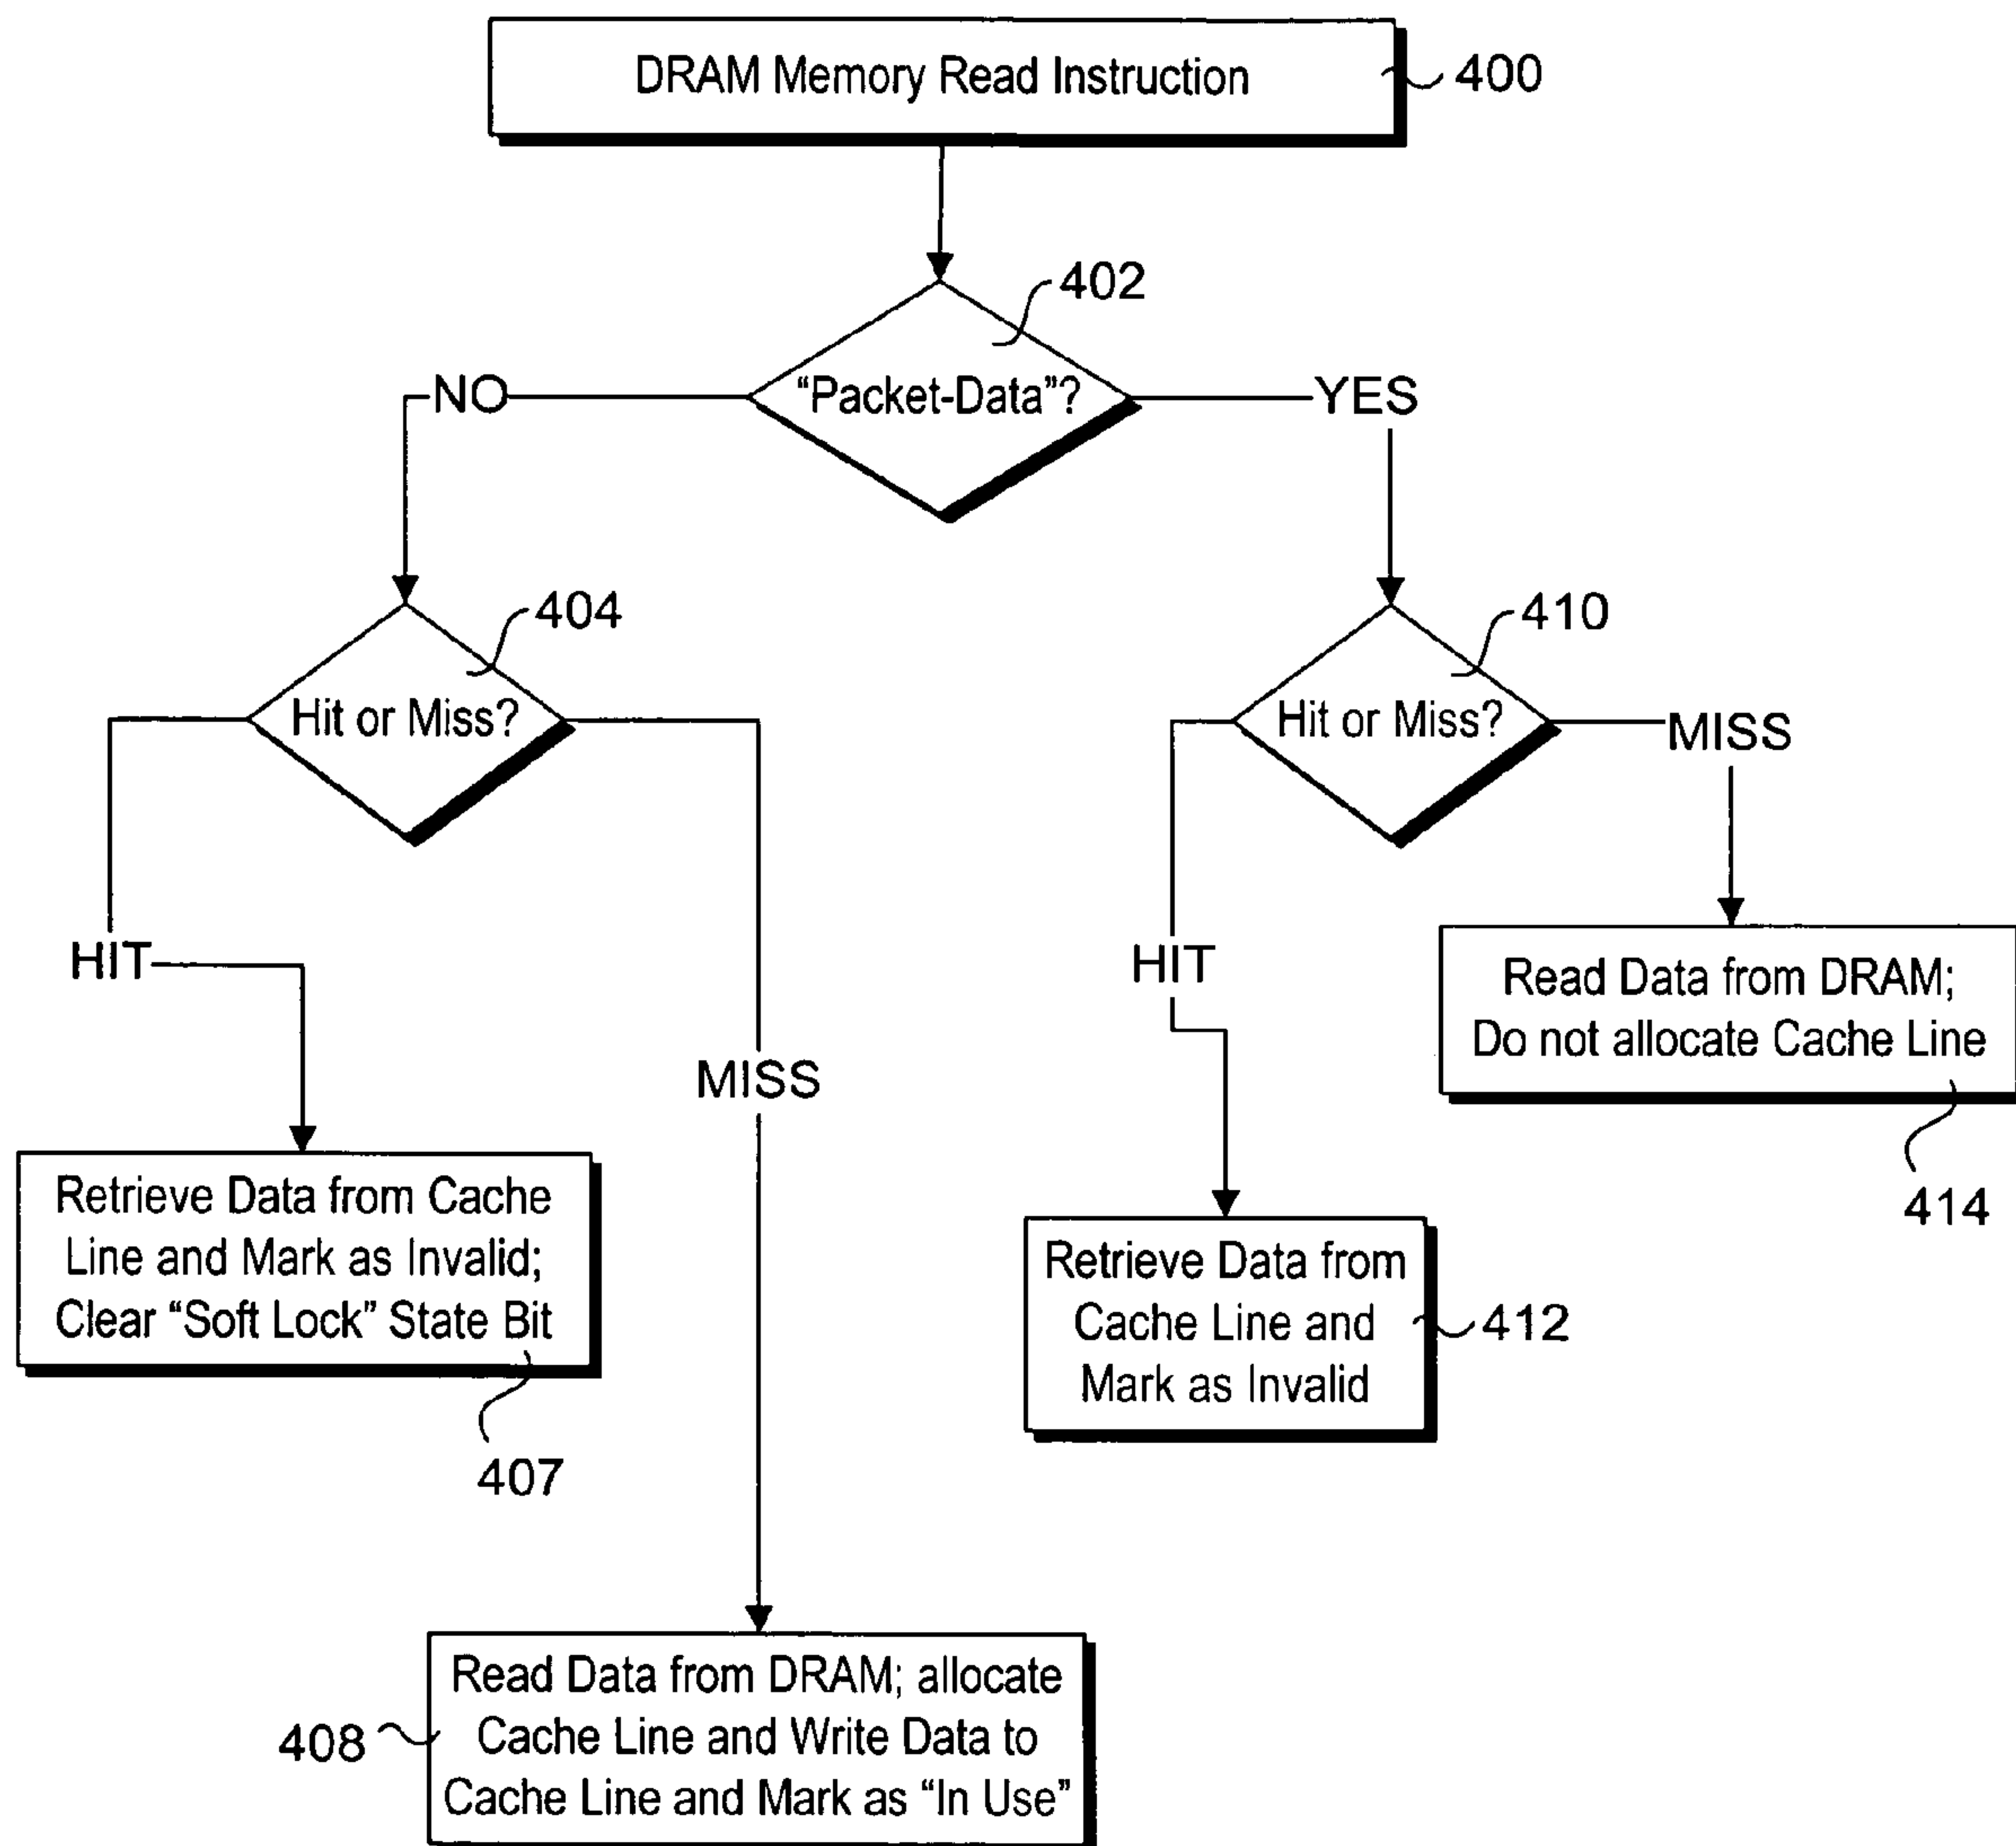 DRAM Memory Read Instruction
400
402
"Packet-Data"?
NO
YES
404
Hit or Miss?
410
Hit or Miss?
MISS
HIT
HIT
MISS
Read Data from DRAM;
Do not allocate Cache Line
414
Retrieve Data from Cache
Line and Mark as Invalid;
Clear "Soft Lock" State Bit
407
Retrieve Data from
Cache Line and
Mark as Invalid
412
Read Data from DRAM; allocate
Cache Line and Write Data to
Cache Line and Mark as "In Use"
408